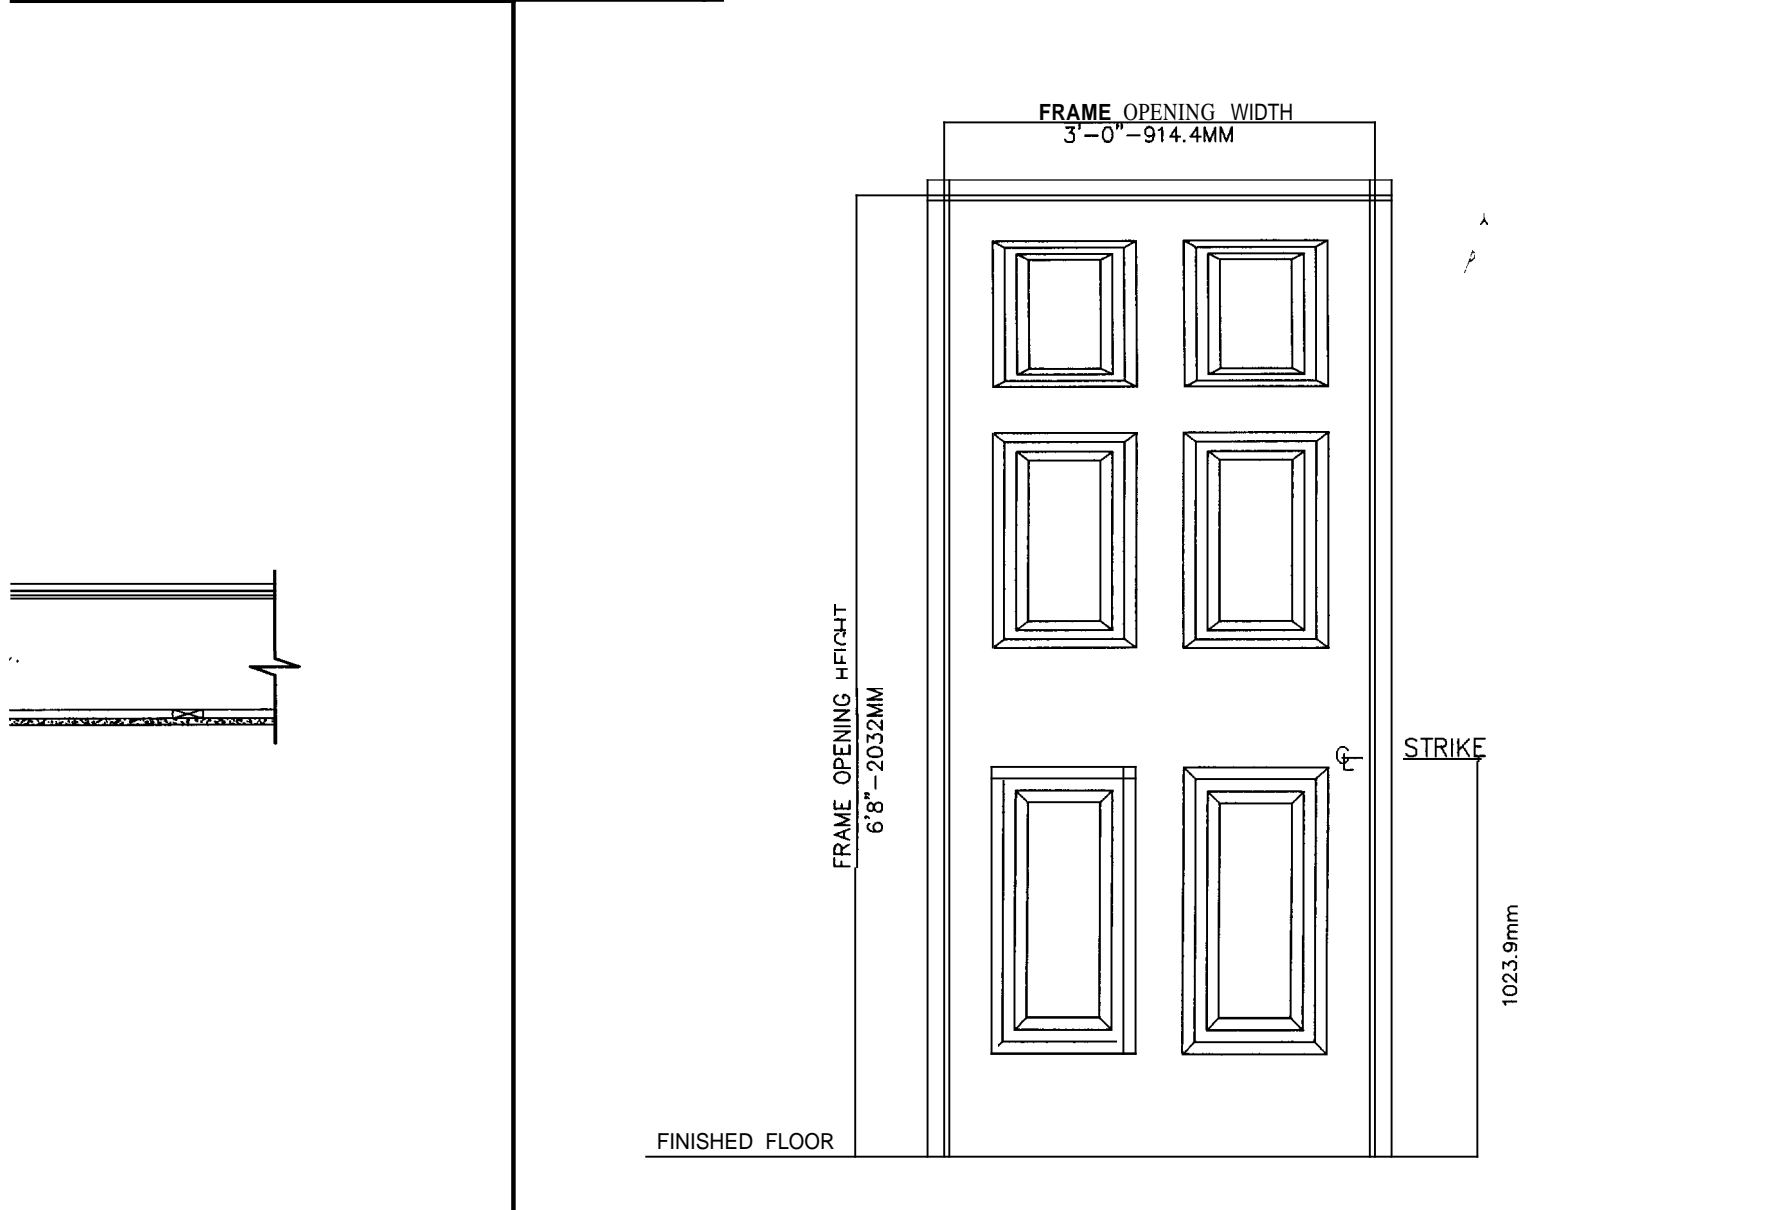 FRAME OPENING WIDTH
3'-0"-914.4MM
FRAME OPENING HEIGHT
6'8"-2032MM
℄ STRIKE
1023.9mm
FINISHED FLOOR